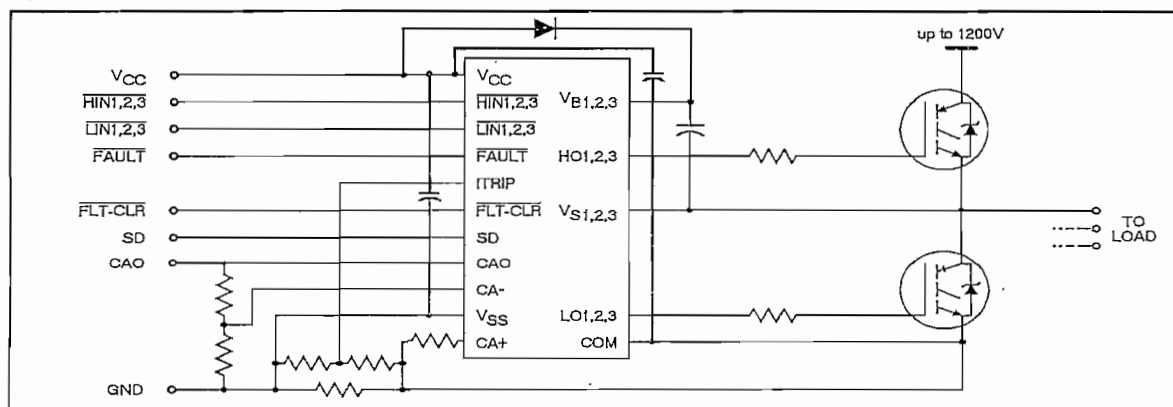 up to 1200V
VCC
HIN1,2,3
LIN1,2,3
FAULT
FLT-CLR
SD
CAO
GND
VCC
HIN1,2,3
LIN1,2,3
FAULT
ITRIP
FLT-CLR
SD
CAO
CA-
VSS
CA+
VB1,2,3
HO1,2,3
VS1,2,3
LO1,2,3
COM
TO
LOAD